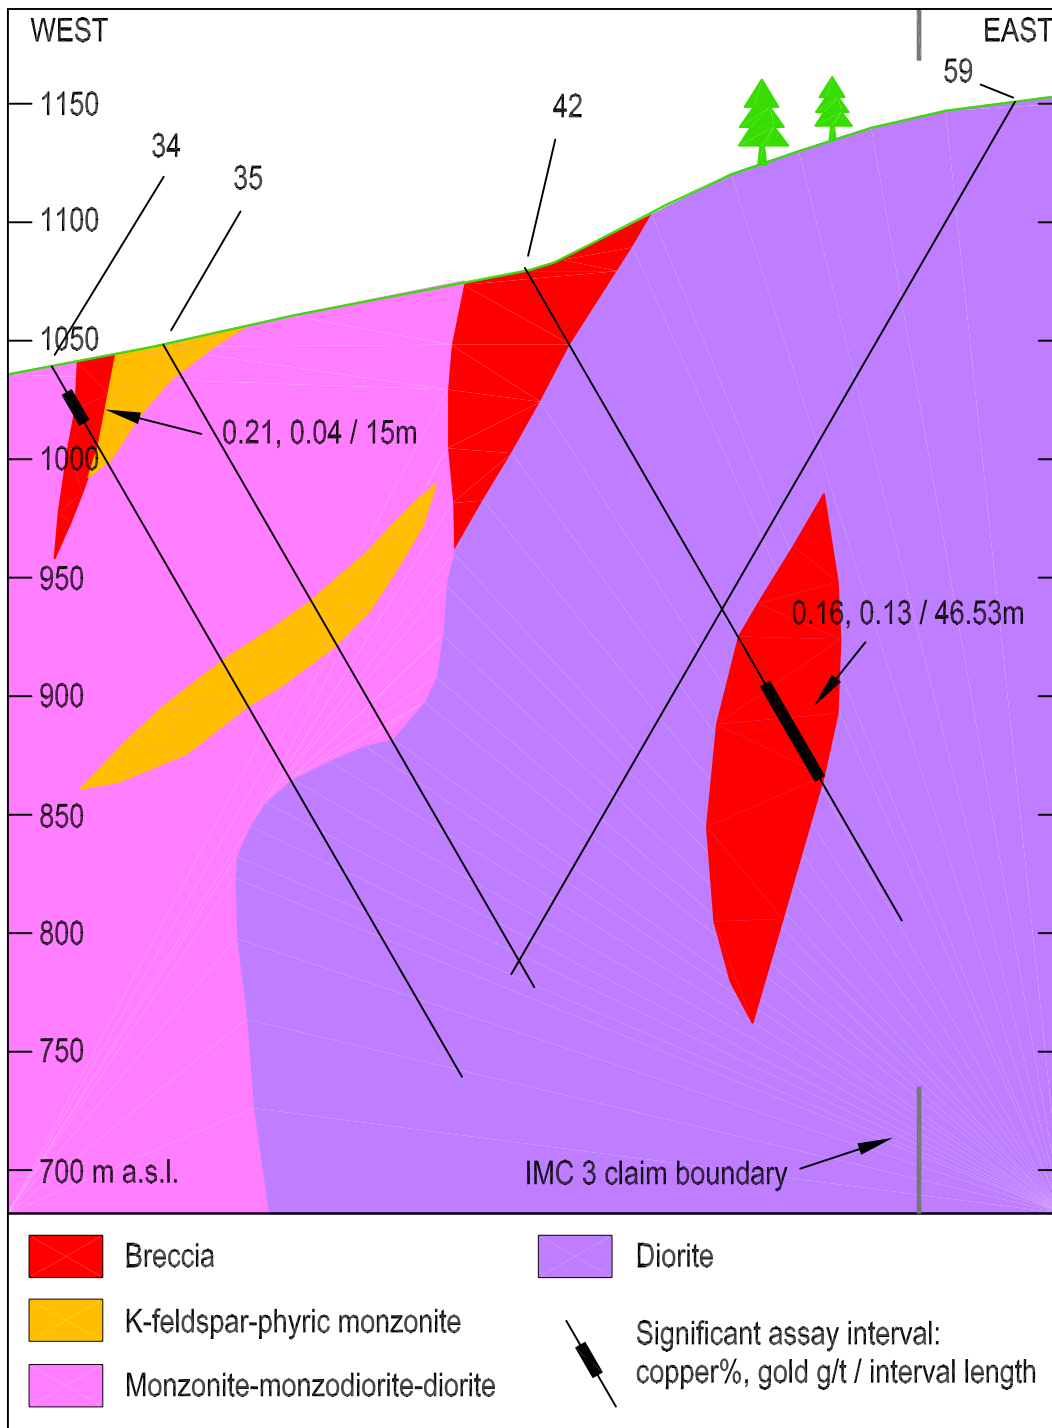 WEST
EAST
59
1150
42
34
35
1100
1050
0.21, 0.04 / 15m
1000
950
0.16, 0.13 / 46.53m
900
850
800
750
700 m a.s.l.
IMC 3 claim boundary
Breccia
Diorite
K-feldspar-phyric monzonite
Significant assay interval:
copper%, gold g/t / interval length
Monzonite-monzodiorite-diorite